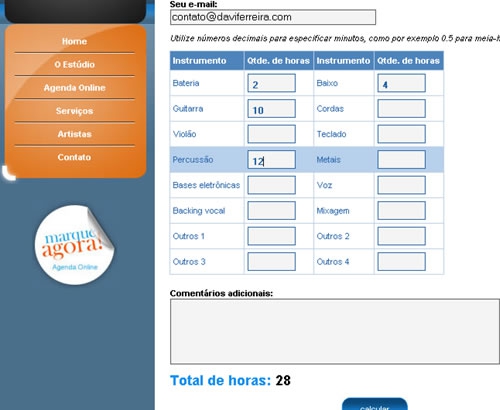 Seu e-mail:
contato@daviferreira.com
Utilize números decimais para especificar minutos, como por exemplo 0.5 para meia-
Home
O Estúdio
Agenda Online
Serviços
Artistas
Contato
marque
agora!
Agenda Online
Instrumento Qtde. de horas Instrumento Qtde. de horas
Bateria 2 Baixo 4
Guitarra 10 Cordas
Violão Teclado
Percussão 12 Metais
Bases eletrônicas Voz
Backing vocal Mixagem
Outros 1 Outros 2
Outros 3 Outros 4
Comentários adicionais:
Total de horas: 28
calcular